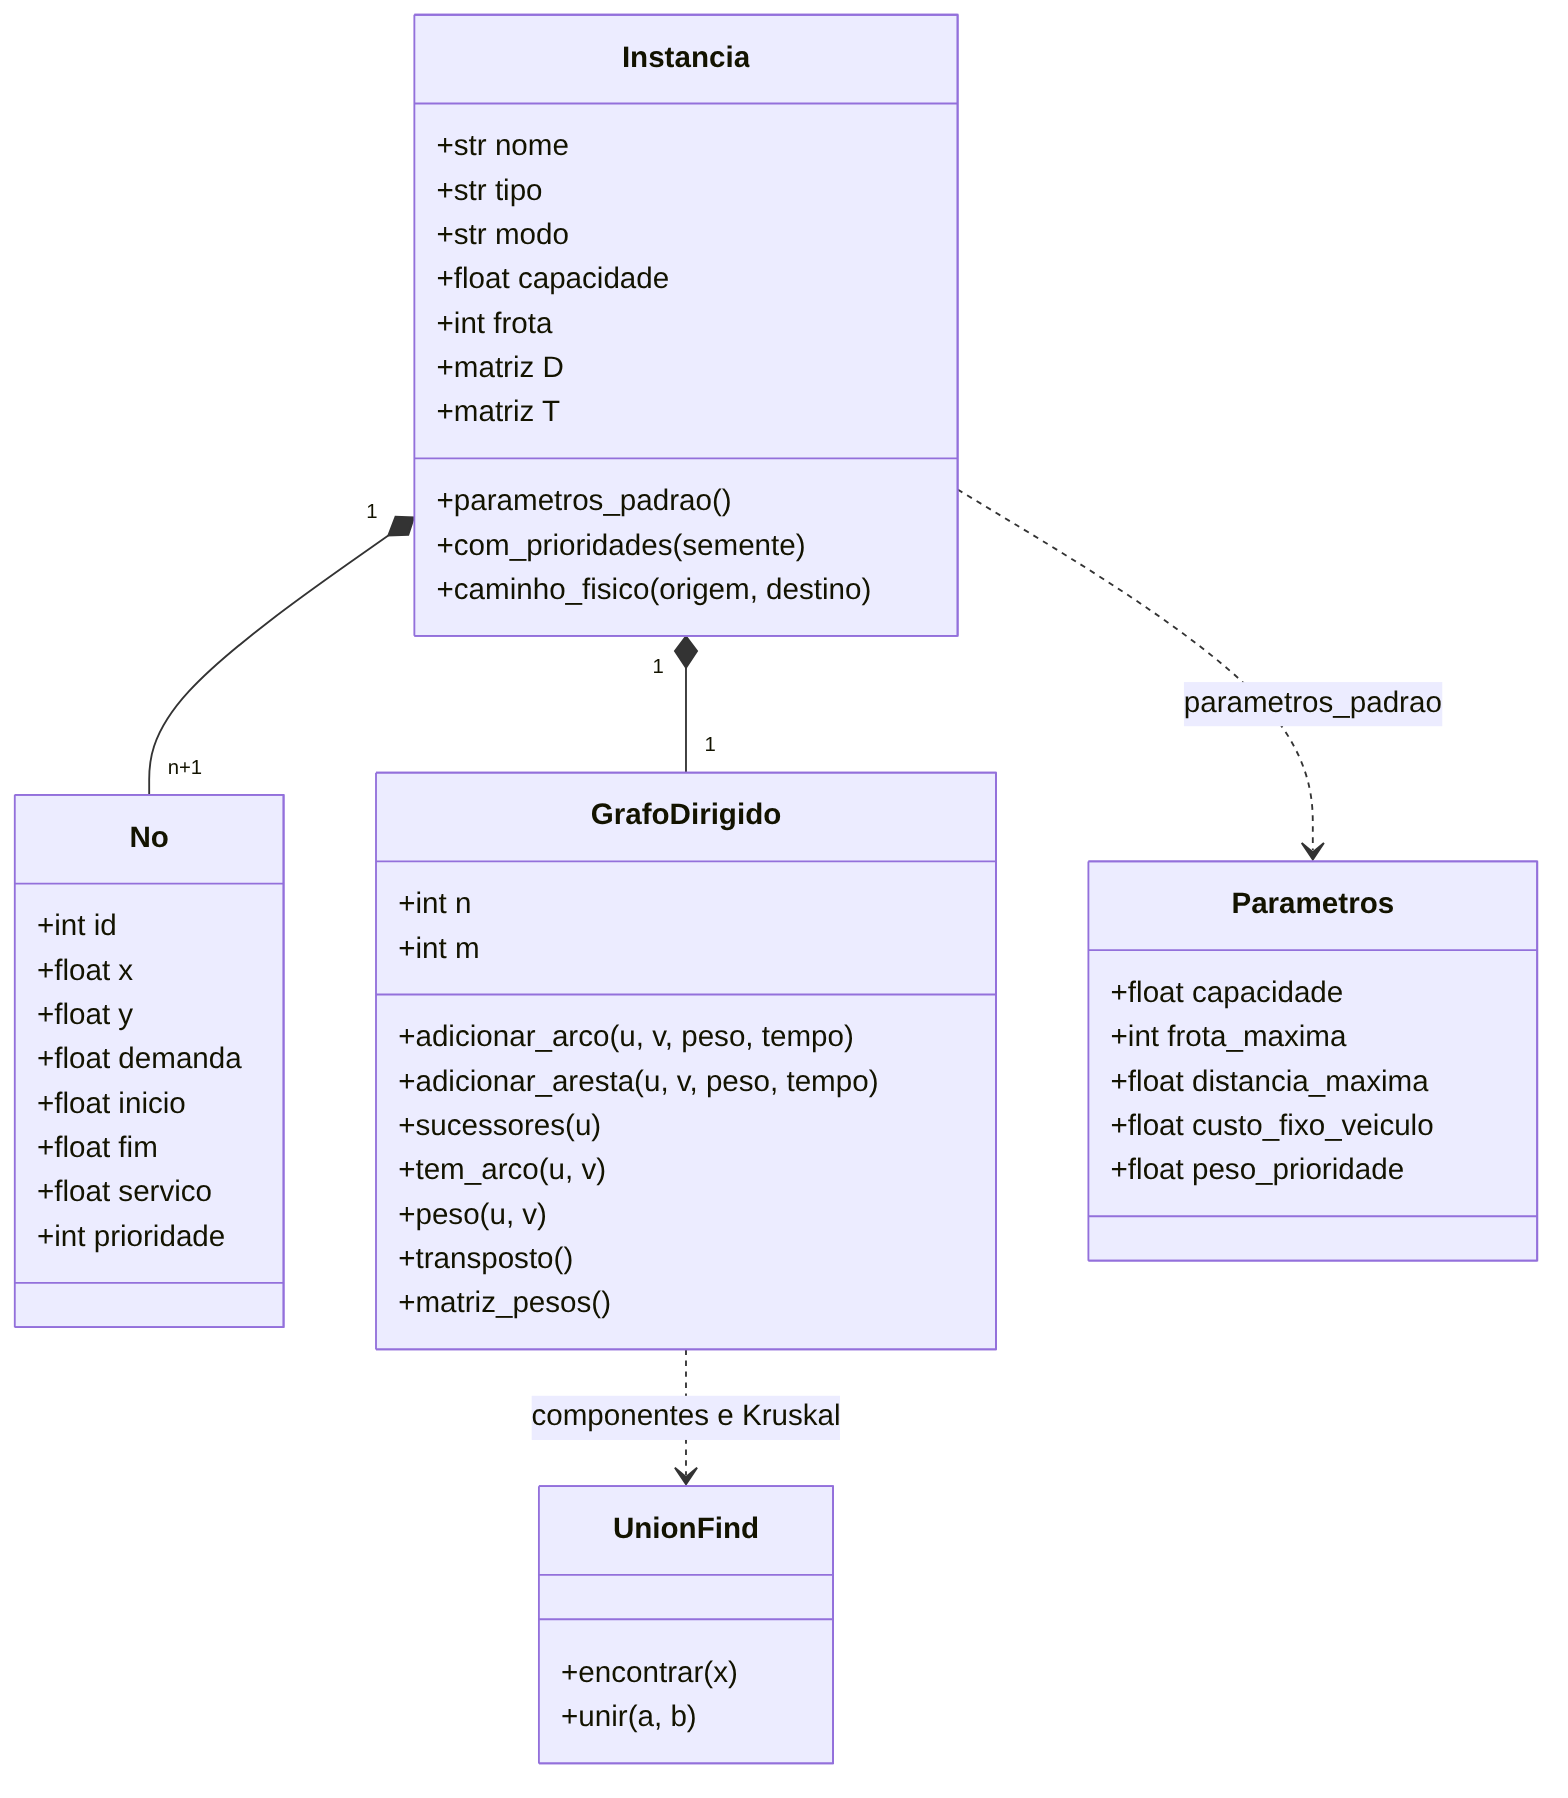 Instancia
+str nome
+str tipo
+str modo
+float capacidade
+int frota
+matriz D
+matriz T
+parametros_padrao()
+com_prioridades(semente)
+caminho_fisico(origem, destino)
1
n+1
1
1
parametros_padrao
No
+int id
+float x
+float y
+float demanda
+float inicio
+float fim
+float servico
+int prioridade
GrafoDirigido
+int n
+int m
+adicionar_arco(u, v, peso, tempo)
+adicionar_aresta(u, v, peso, tempo)
+sucessores(u)
+tem_arco(u, v)
+peso(u, v)
+transposto()
+matriz_pesos()
Parametros
+float capacidade
+int frota_maxima
+float distancia_maxima
+float custo_fixo_veiculo
+float peso_prioridade
componentes e Kruskal
UnionFind
+encontrar(x)
+unir(a, b)